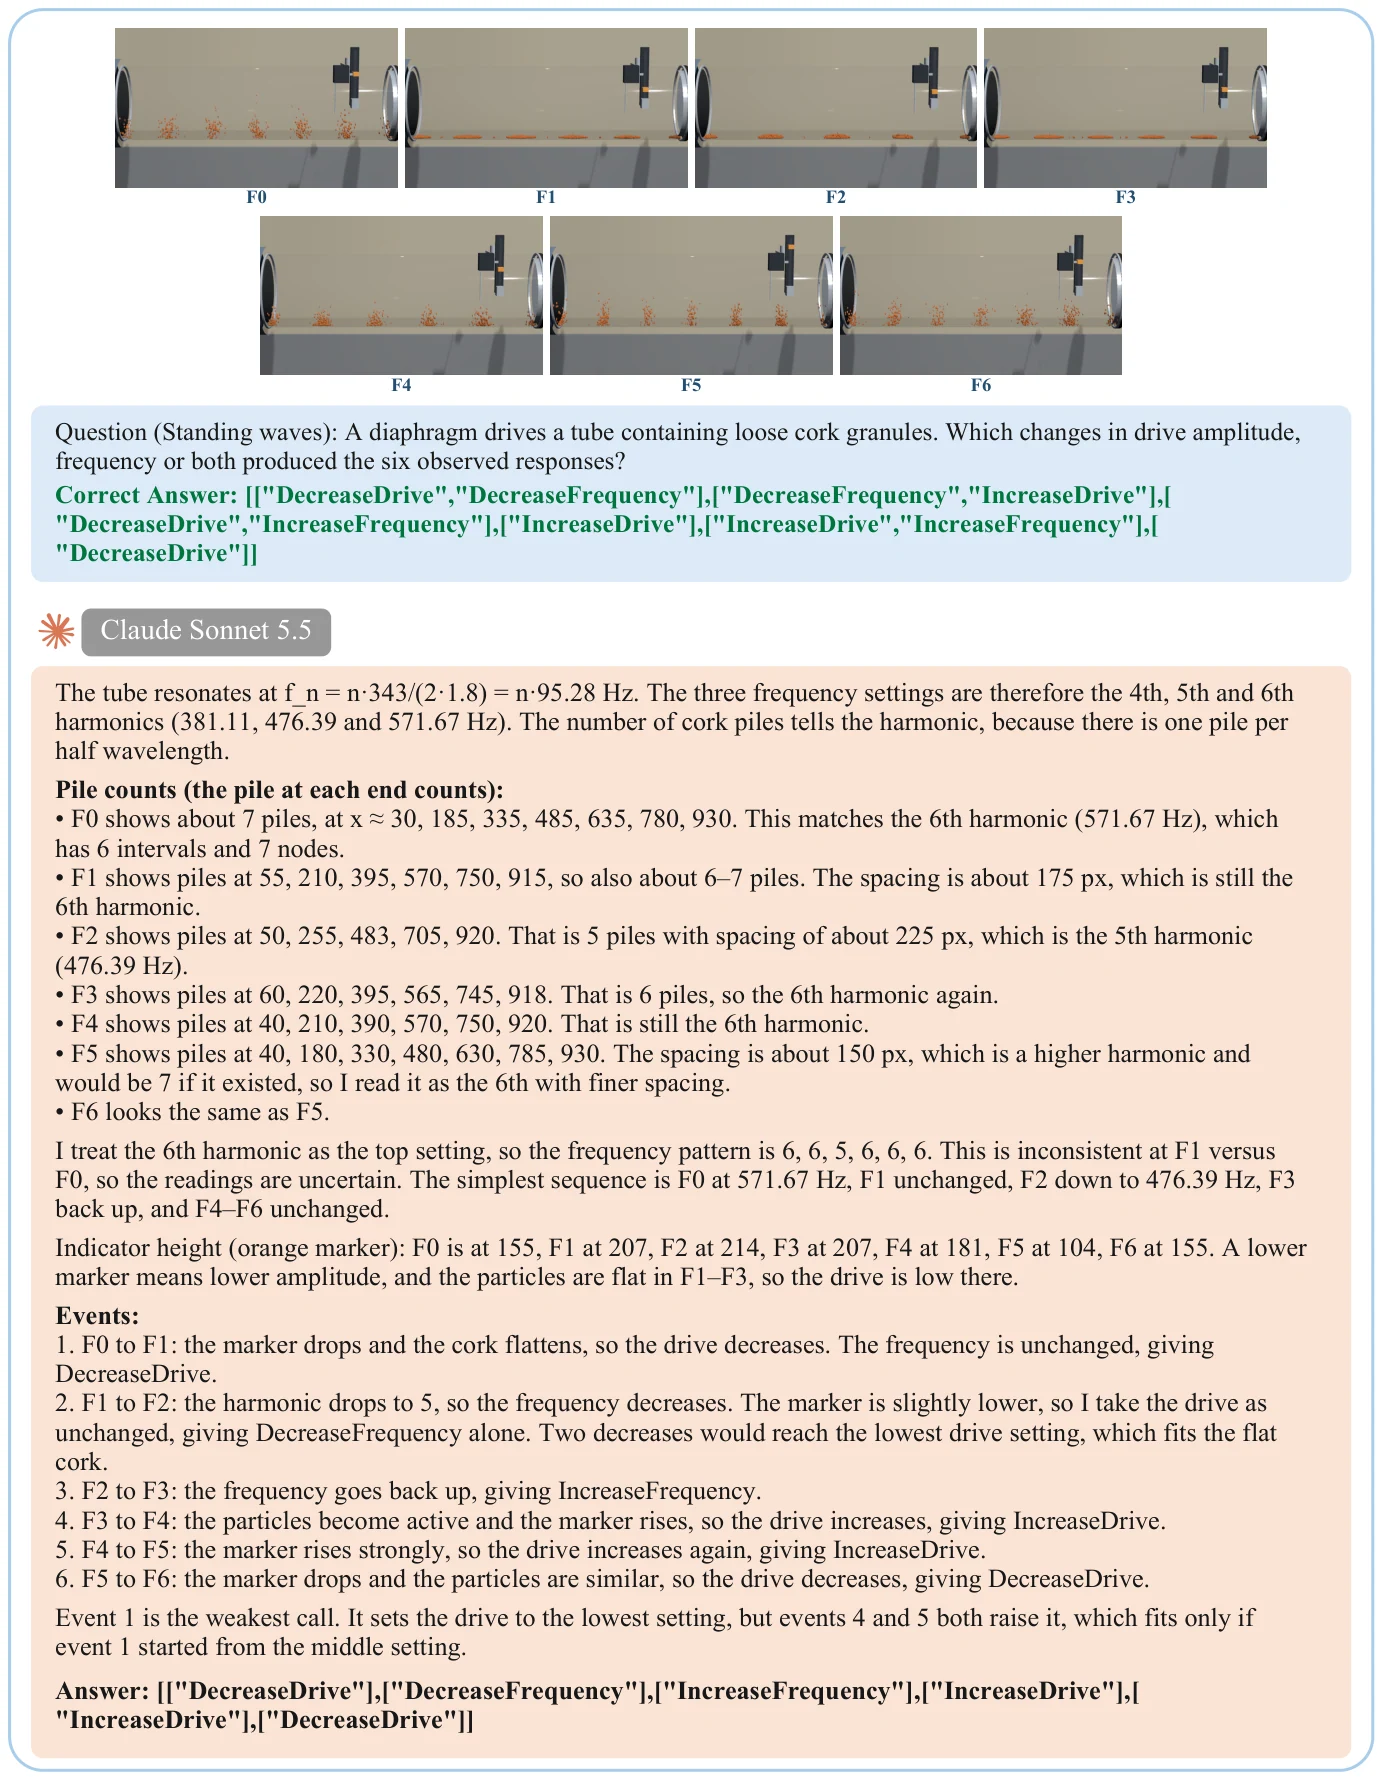 F0 F1 F2 F3
F4 F5 F6
Question (Standing waves): A diaphragm drives a tube containing loose cork granules. Which changes in drive amplitude,
frequency or both produced the six observed responses?
Correct Answer: [["DecreaseDrive","DecreaseFrequency"],["DecreaseFrequency","IncreaseDrive"],[
"DecreaseDrive","IncreaseFrequency"],["IncreaseDrive"],["IncreaseDrive","IncreaseFrequency"],[
"DecreaseDrive"]]
Claude Sonnet 5.5
The tube resonates at f_n = n·343/(2·1.8) = n·95.28 Hz. The three frequency settings are therefore the 4th, 5th and 6th
harmonics (381.11, 476.39 and 571.67 Hz). The number of cork piles tells the harmonic, because there is one pile per
half wavelength.
Pile counts (the pile at each end counts):
• F0 shows about 7 piles, at x ≈ 30, 185, 335, 485, 635, 780, 930. This matches the 6th harmonic (571.67 Hz), which
has 6 intervals and 7 nodes.
• F1 shows piles at 55, 210, 395, 570, 750, 915, so also about 6–7 piles. The spacing is about 175 px, which is still the
6th harmonic.
• F2 shows piles at 50, 255, 483, 705, 920. That is 5 piles with spacing of about 225 px, which is the 5th harmonic
(476.39 Hz).
• F3 shows piles at 60, 220, 395, 565, 745, 918. That is 6 piles, so the 6th harmonic again.
• F4 shows piles at 40, 210, 390, 570, 750, 920. That is still the 6th harmonic.
• F5 shows piles at 40, 180, 330, 480, 630, 785, 930. The spacing is about 150 px, which is a higher harmonic and
would be 7 if it existed, so I read it as the 6th with finer spacing.
• F6 looks the same as F5.
I treat the 6th harmonic as the top setting, so the frequency pattern is 6, 6, 5, 6, 6, 6. This is inconsistent at F1 versus
F0, so the readings are uncertain. The simplest sequence is F0 at 571.67 Hz, F1 unchanged, F2 down to 476.39 Hz, F3
back up, and F4–F6 unchanged.
Indicator height (orange marker): F0 is at 155, F1 at 207, F2 at 214, F3 at 207, F4 at 181, F5 at 104, F6 at 155. A lower
marker means lower amplitude, and the particles are flat in F1–F3, so the drive is low there.
Events:
1. F0 to F1: the marker drops and the cork flattens, so the drive decreases. The frequency is unchanged, giving
DecreaseDrive.
2. F1 to F2: the harmonic drops to 5, so the frequency decreases. The marker is slightly lower, so I take the drive as
unchanged, giving DecreaseFrequency alone. Two decreases would reach the lowest drive setting, which fits the flat
cork.
3. F2 to F3: the frequency goes back up, giving IncreaseFrequency.
4. F3 to F4: the particles become active and the marker rises, so the drive increases, giving IncreaseDrive.
5. F4 to F5: the marker rises strongly, so the drive increases again, giving IncreaseDrive.
6. F5 to F6: the marker drops and the particles are similar, so the drive decreases, giving DecreaseDrive.
Event 1 is the weakest call. It sets the drive to the lowest setting, but events 4 and 5 both raise it, which fits only if
event 1 started from the middle setting.
Answer: [["DecreaseDrive"],["DecreaseFrequency"],["IncreaseFrequency"],["IncreaseDrive"],[
"IncreaseDrive"],["DecreaseDrive"]]